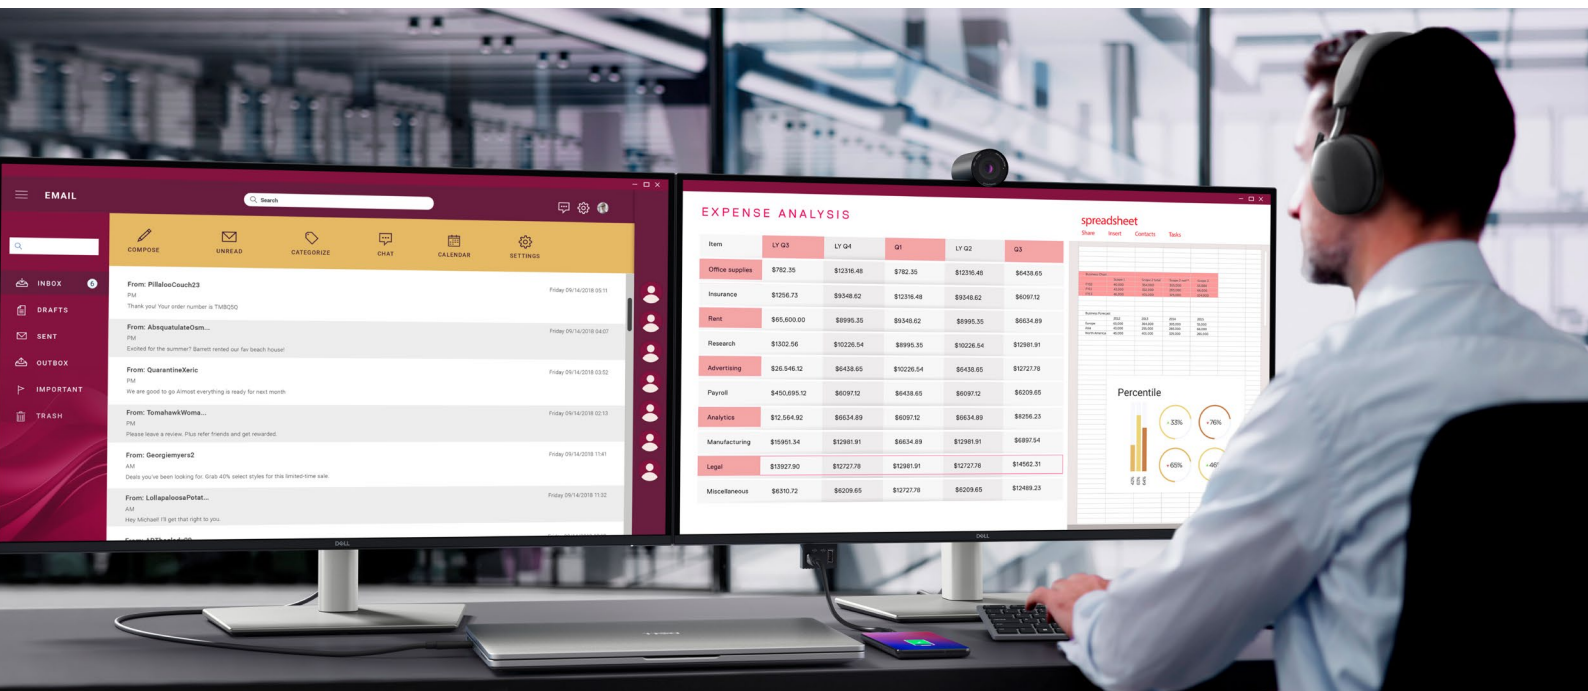 EMAIL
Search
COMPOSE
UNREAD
CATEGORIZE
CHAT
CALENDAR
SETTINGS
INBOX 6
DRAFTS
SENT
OUTBOX
IMPORTANT
TRASH
From: PillalooCouch23
Friday 09/14/2018 05:11
PM
Thank you! Your order number is TM8Q5Q
From: AbsquatulateOsm...
Friday 09/14/2018 04:07
PM
Excited for the summer? Barnett rented our fav beach house!
From: QuarantineXeric
Friday 09/14/2018 03:52
PM
We are good to go Almost everything is ready for next month
From: TomahawkWoma...
Friday 09/14/2018 02:13
PM
Please leave a review. Plus refer friends and get rewarded.
From: Georgiemyers2
Friday 09/14/2018 11:41
AM
Deals you've been looking for. Grab 40% select styles for this limited-time sale.
From: LollapaloosaPotat...
Friday 09/14/2018 11:32
AM
Hey Michael! I'll get that right to you.
DELL
EXPENSE ANALYSIS
Item LY Q3 LY Q4 Q1 LY Q2 Q3
Office supplies $782.35 $12316.48 $782.35 $12316.48 $6438.65
Insurance $1256.73 $9348.62 $12316.48 $9348.62 $6097.12
Rent $65,600.00 $8995.35 $9348.62 $8995.35 $6634.89
Research $1302.56 $10226.54 $8995.35 $10226.54 $12981.91
Advertising $26,546.12 $6438.65 $10226.54 $6438.65 $12727.78
Payroll $450,695.12 $6097.12 $6438.65 $6097.12 $6209.65
Analytics $12,564.92 $6634.89 $6097.12 $6634.89 $8256.23
Manufacturing $15951.34 $12981.91 $6634.89 $12981.91 $6897.54
Legal $13927.90 $12727.78 $12981.91 $12727.78 $14562.31
Miscellaneous $6310.72 $6209.65 $12727.78 $6209.65 $12489.23
spreadsheet
Share Insert Contacts Tasks
Business Forecast
2012 2013 2014 2015
Europe
Asia
Percentile
+76%
+65%
DELL
DELL